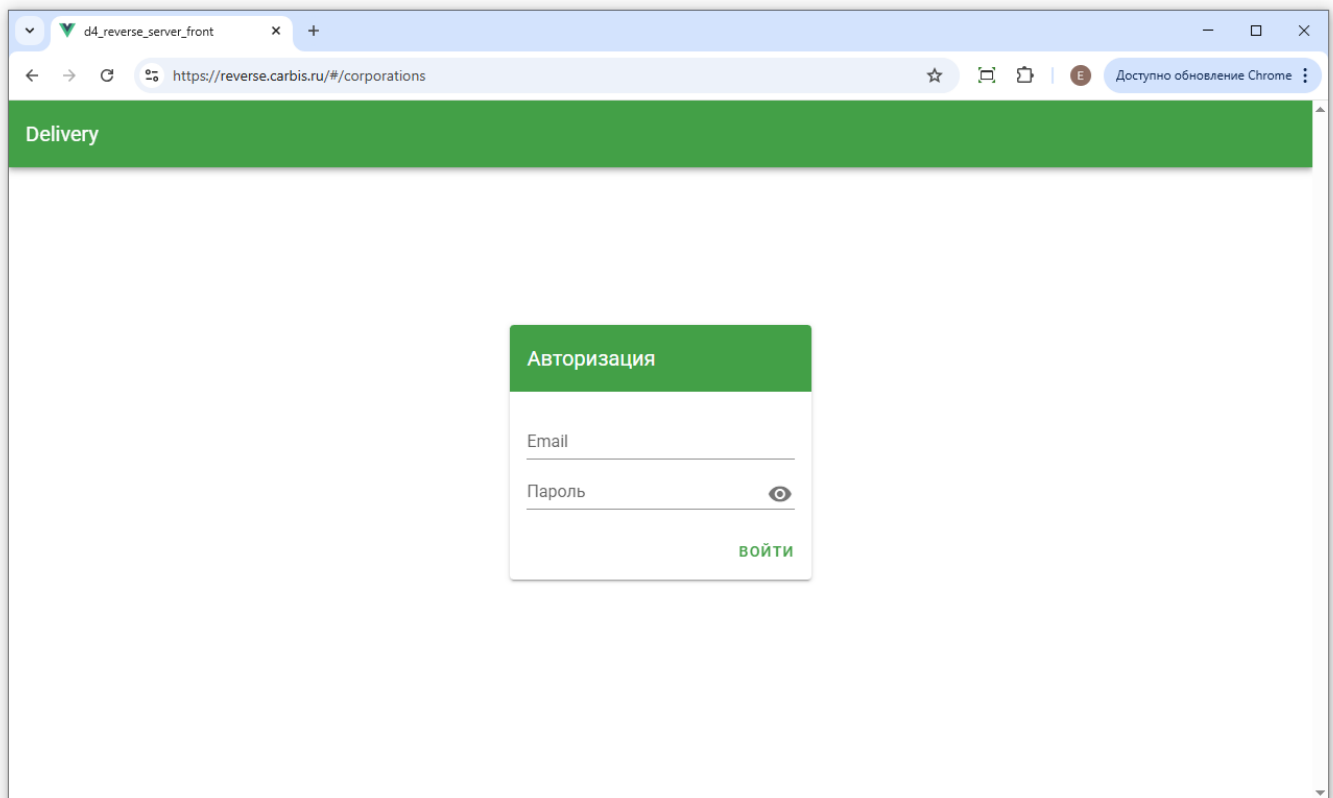 d4_reverse_server_front
https://reverse.carbis.ru/#/corporations
E
Доступно обновление Chrome
Delivery
Авторизация
Email
Пароль
ВОЙТИ